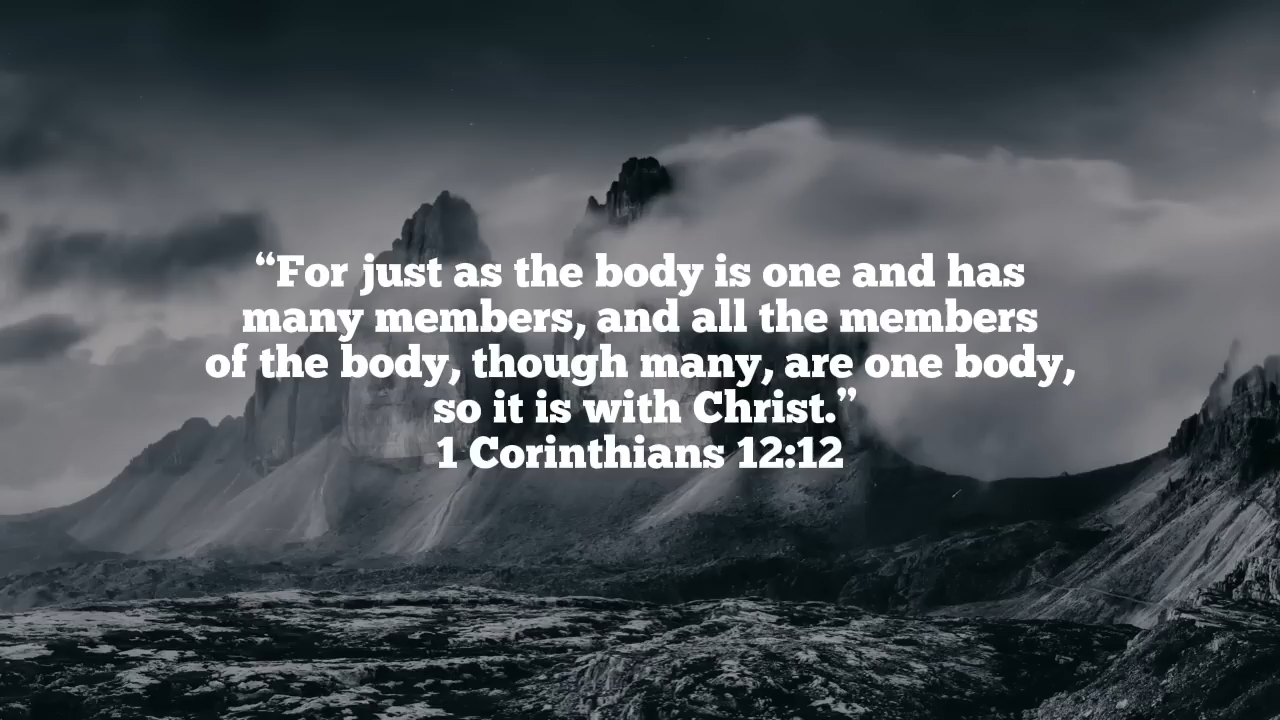 “For just as the body is one and has
many members, and all the members
of the body, though many, are one body,
so it is with Christ.”
1 Corinthians 12:12